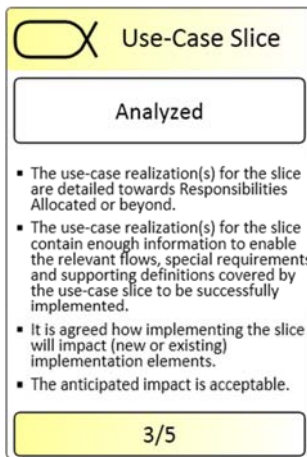 Use-Case Slice
Analyzed
▪ The use-case realization(s) for the slice
are detailed towards Responsibilities
Allocated or beyond.
▪ The use-case realization(s) for the slice
contain enough information to enable
the relevant flows, special requirements
and supporting definitions covered by
the use-case slice to be successfully
implemented.
▪ It is agreed how implementing the slice
will impact (new or existing)
implementation elements.
▪ The anticipated impact is acceptable.
3/5